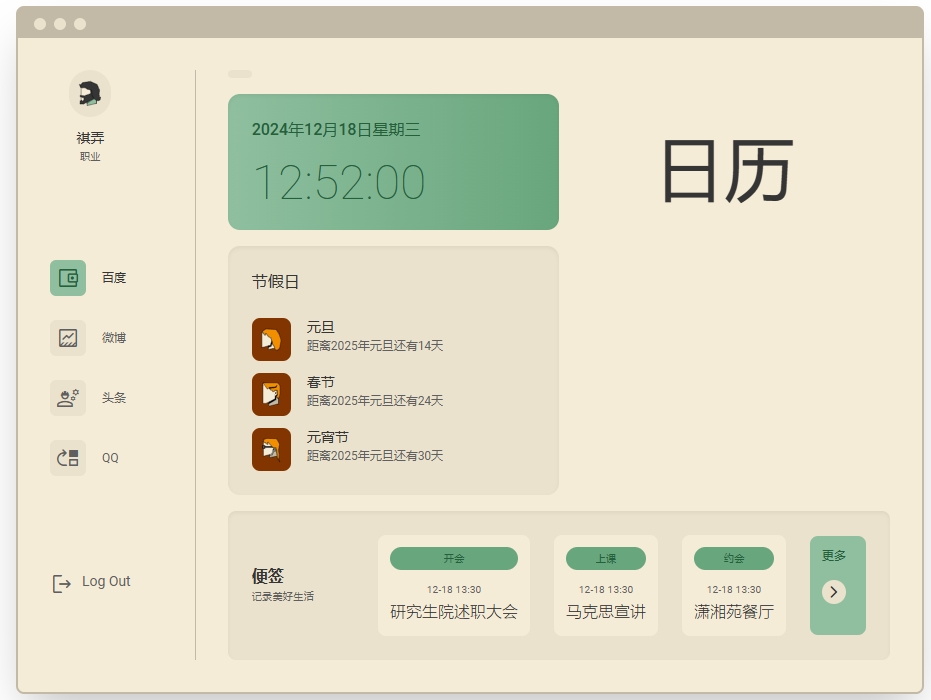 祺弄
职业
百度
微博
头条
QQ
Log Out
2024年12月18日星期三
12:52:00
日历
节假日
元旦
距离2025年元旦还有14天
春节
距离2025年元旦还有24天
元宵节
距离2025年元旦还有30天
便签
记录美好生活
开会
12-18 13:30
研究生院述职大会
上课
12-18 13:30
马克思宣讲
约会
12-18 13:30
潇湘苑餐厅
更多